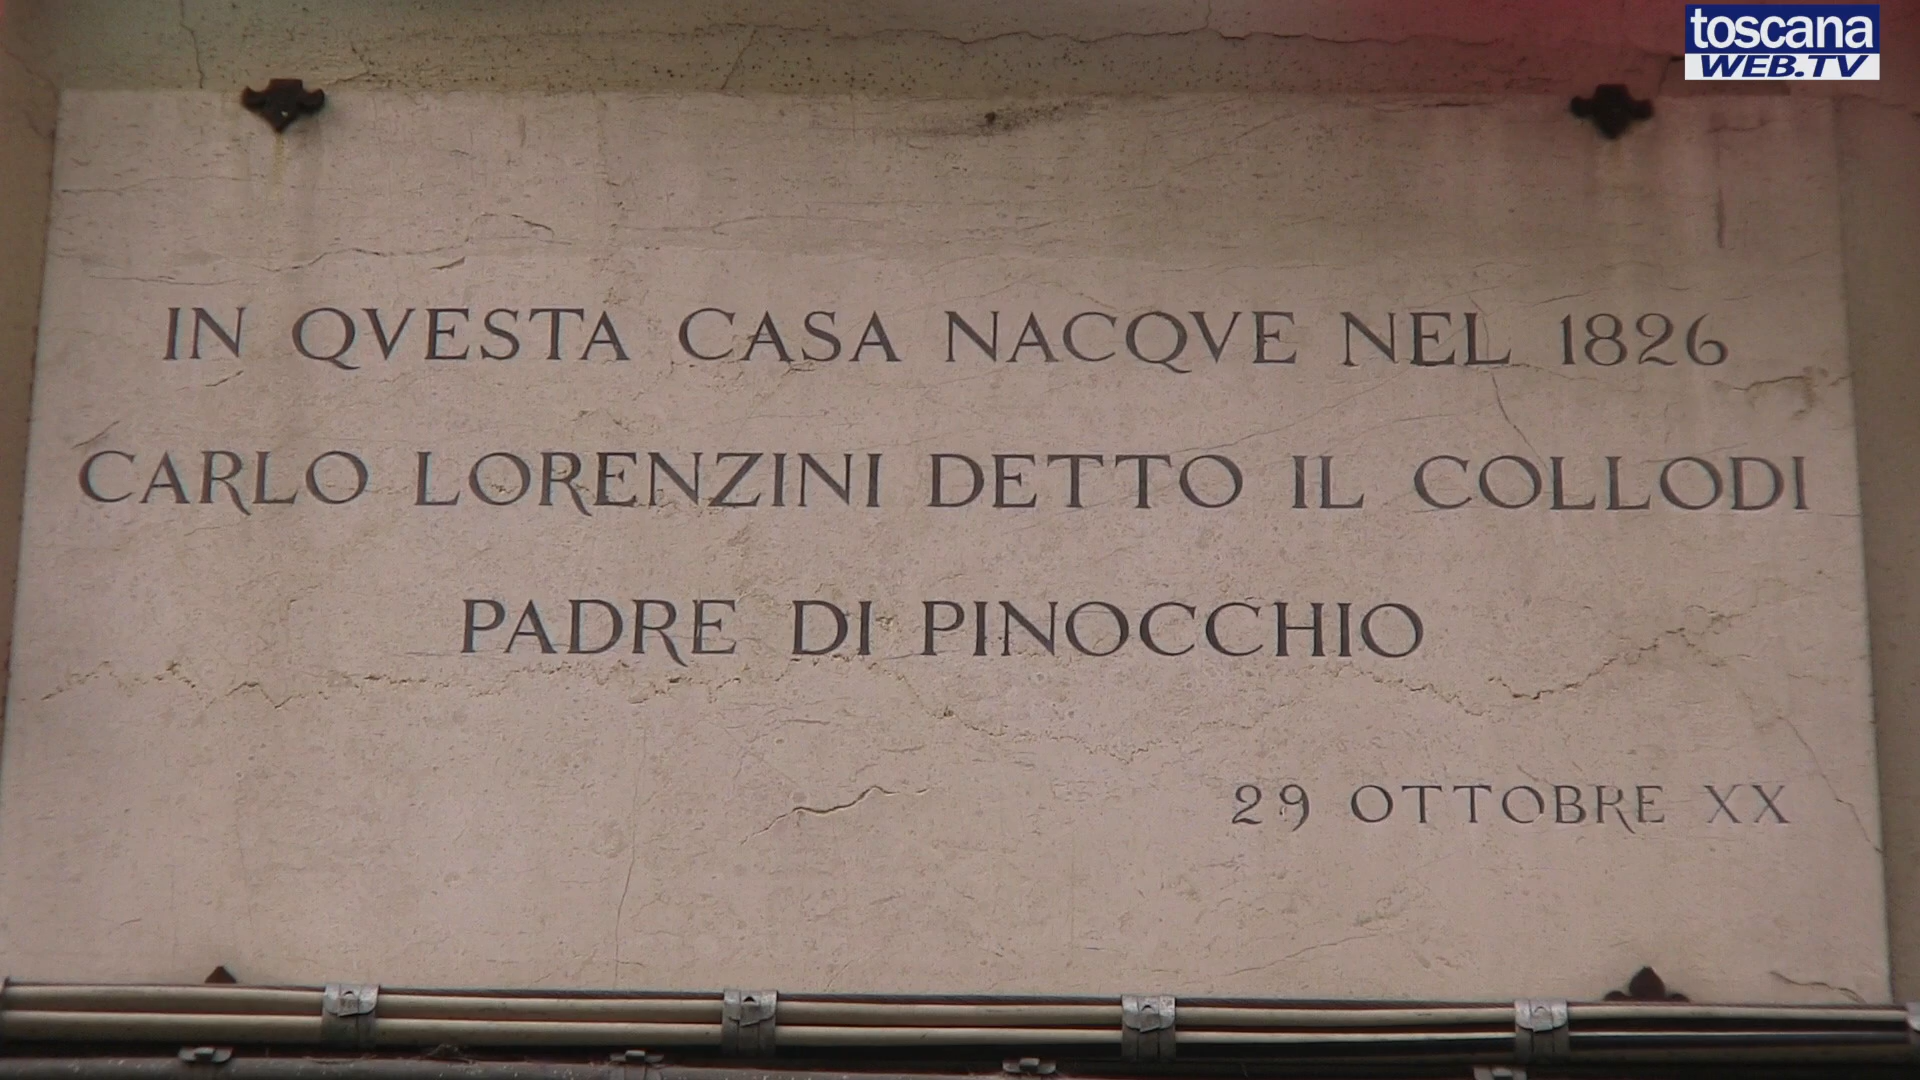 toscana
WEB.TV
IN QVESTA CASA NACQVE NEL 1826
CARLO LORENZINI DETTO IL COLLODI
PADRE DI PINOCCHIO
29 OTTOBRE XX